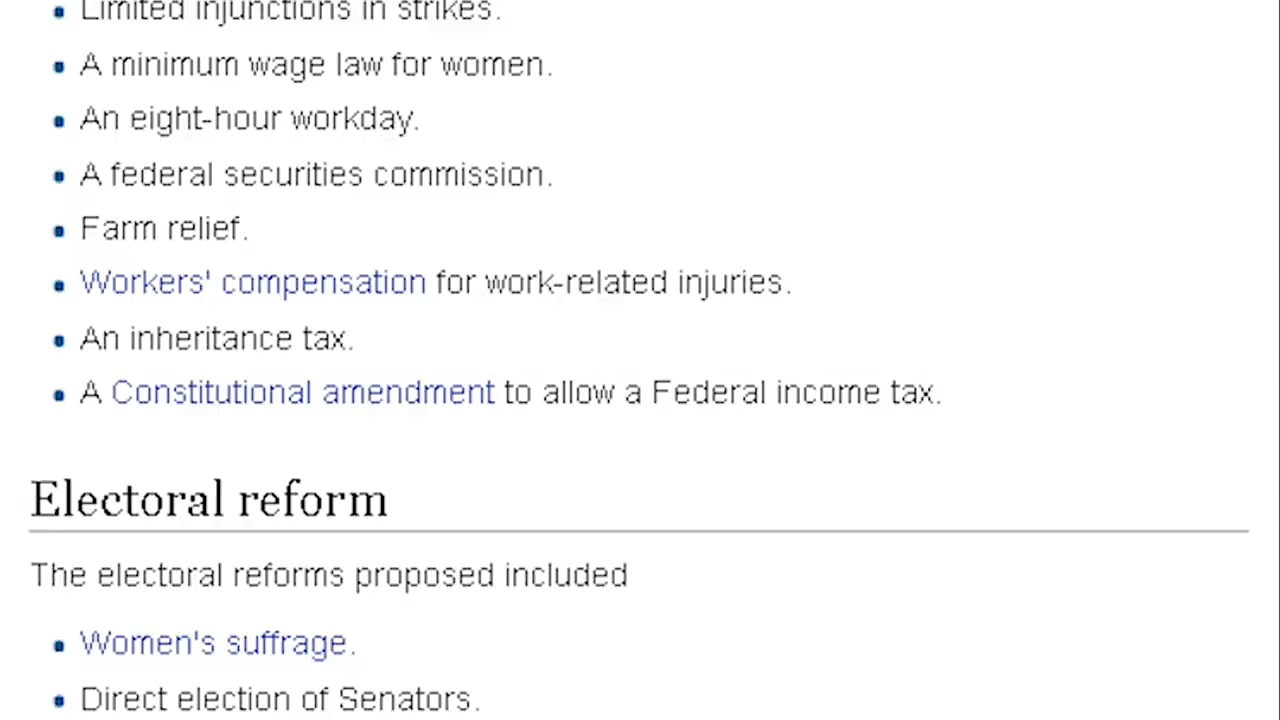 Limited injunctions in strikes.
A minimum wage law for women.
An eight-hour workday.
A federal securities commission.
Farm relief.
Workers' compensation for work-related injuries.
An inheritance tax.
A Constitutional amendment to allow a Federal income tax.
Electoral reform
The electoral reforms proposed included
Women's suffrage.
Direct election of Senators.